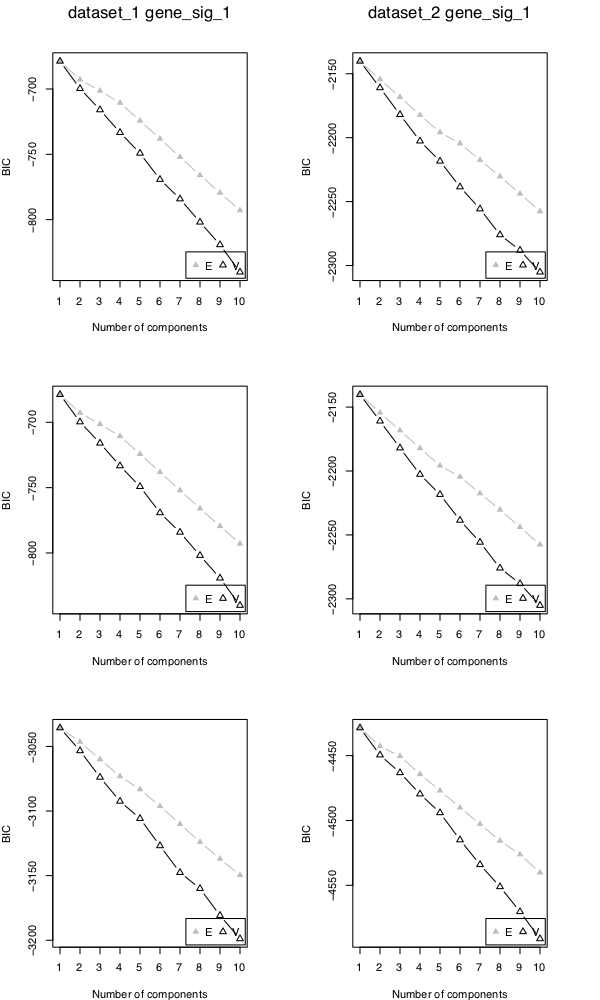 dataset_1 gene_sig_1 dataset_2 gene_sig_1
BIC
−700
−750
−800
E V
1 2 3 4 5 6 7 8 9 10
Number of components
BIC
−2150
−2200
−2250
−2300
E V
1 2 3 4 5 6 7 8 9 10
Number of components
BIC
−700
−750
−800
E V
1 2 3 4 5 6 7 8 9 10
Number of components
BIC
−2150
−2200
−2250
−2300
E V
1 2 3 4 5 6 7 8 9 10
Number of components
BIC
−3050
−3100
−3150
−3200
E V
1 2 3 4 5 6 7 8 9 10
Number of components
BIC
−4450
−4500
−4550
E V
1 2 3 4 5 6 7 8 9 10
Number of components